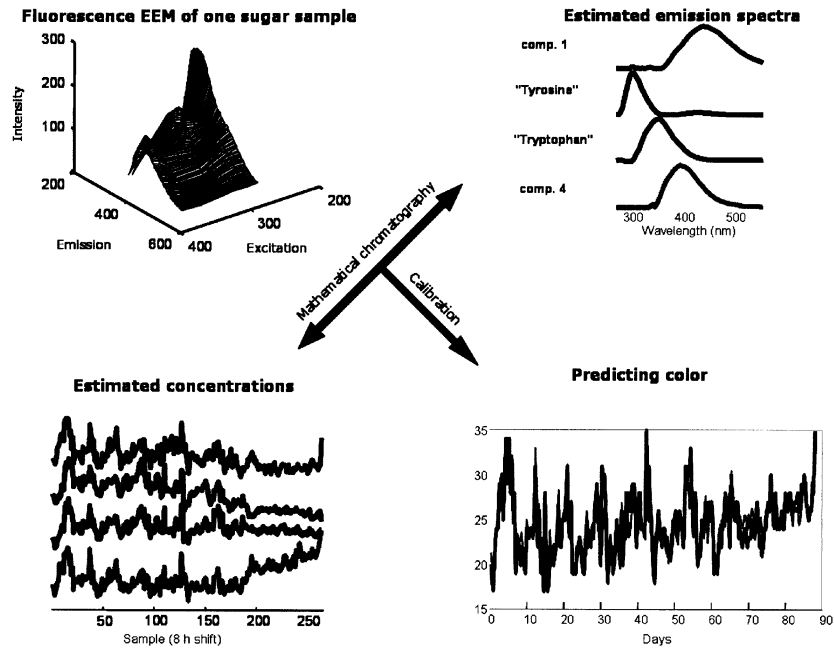 Fluorescence EEM of one sugar sample
300
200
100
Intensity
200
400
600
Emission
400
300
200
Excitation
Estimated emission spectra
comp. 1
"Tyrosine"
"Tryptophan"
comp. 4
300 400 500
Wavelength (nm)
Mathematical chromatography
Calibration
Estimated concentrations
50 100 150 200 250
Sample (8 h shift)
Predicting color
35
30
25
20
15
0 10 20 30 40 50 60 70 80 90
Days